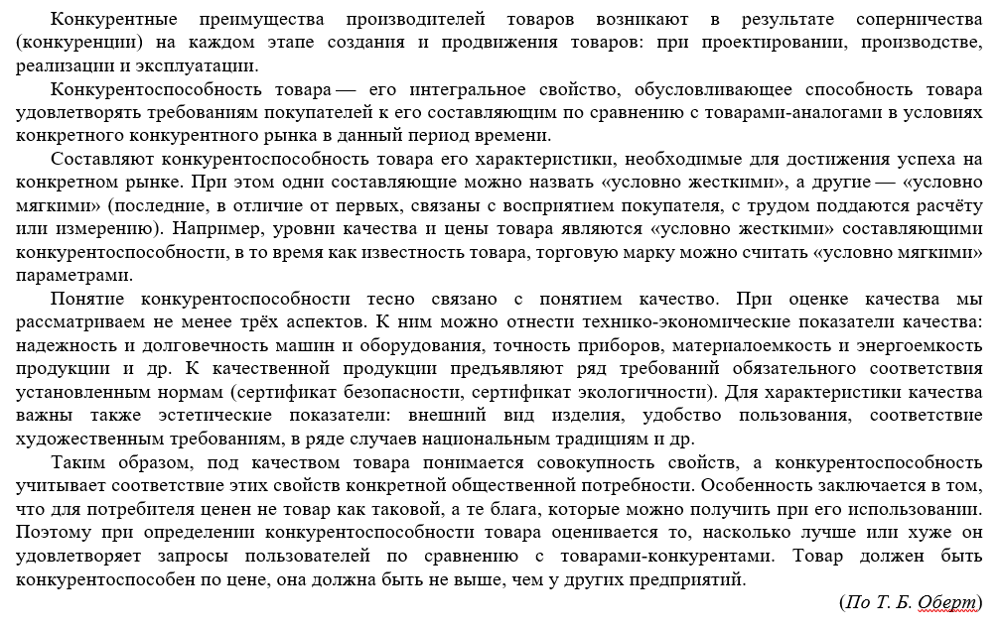 Конкурентные преимущества производителей товаров возникают в результате соперничества
(конкуренции) на каждом этапе создания и продвижения товаров: при проектировании, производстве,
реализации и эксплуатации.
Конкурентоспособность товара — его интегральное свойство, обусловливающее способность товара
удовлетворять требованиям покупателей к его составляющим по сравнению с товарами-аналогами в условиях
конкретного конкурентного рынка в данный период времени.
Составляют конкурентоспособность товара его характеристики, необходимые для достижения успеха на
конкретном рынке. При этом одни составляющие можно назвать «условно жесткими», а другие — «условно
мягкими» (последние, в отличие от первых, связаны с восприятием покупателя, с трудом поддаются расчёту
или измерению). Например, уровни качества и цены товара являются «условно жесткими» составляющими
конкурентоспособности, в то время как известность товара, торговую марку можно считать «условно мягкими»
параметрами.
Понятие конкурентоспособности тесно связано с понятием качество. При оценке качества мы
рассматриваем не менее трёх аспектов. К ним можно отнести технико-экономические показатели качества:
надежность и долговечность машин и оборудования, точность приборов, материалоемкость и энергоемкость
продукции и др. К качественной продукции предъявляют ряд требований обязательного соответствия
установленным нормам (сертификат безопасности, сертификат экологичности). Для характеристики качества
важны также эстетические показатели: внешний вид изделия, удобство пользования, соответствие
художественным требованиям, в ряде случаев национальным традициям и др.
Таким образом, под качеством товара понимается совокупность свойств, а конкурентоспособность
учитывает соответствие этих свойств конкретной общественной потребности. Особенность заключается в том,
что для потребителя ценен не товар как таковой, а те блага, которые можно получить при его использовании.
Поэтому при определении конкурентоспособности товара оценивается то, насколько лучше или хуже он
удовлетворяет запросы пользователей по сравнению с товарами-конкурентами. Товар должен быть
конкурентоспособен по цене, она должна быть не выше, чем у других предприятий.
(По Т. Б. Оберт)